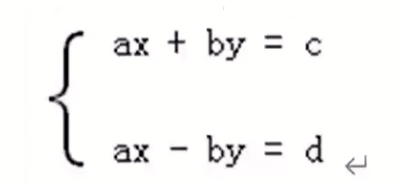 ax + by = c
ax - by = d